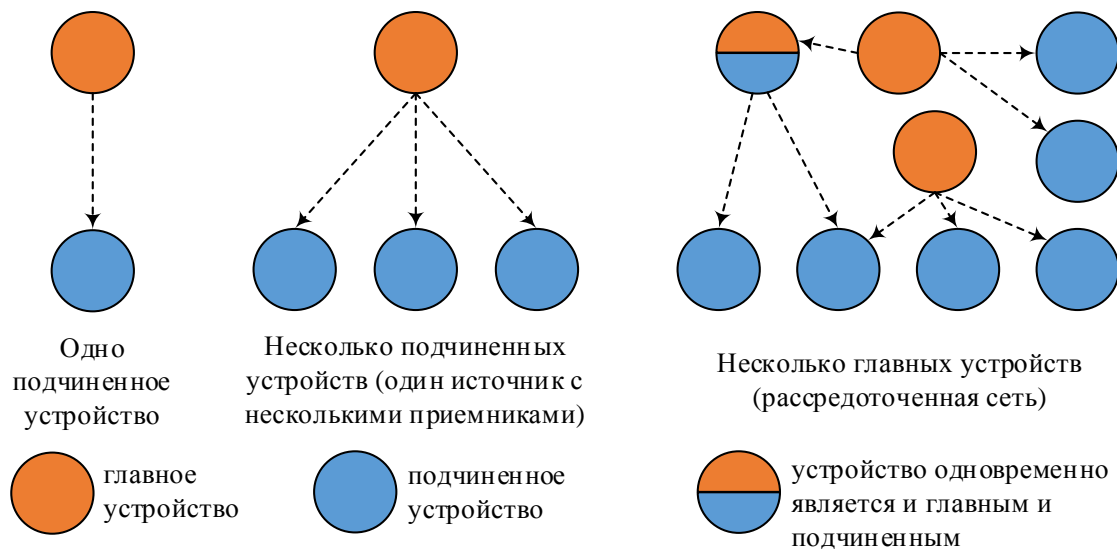 Одно
подчиненное
устройство
Несколько подчиненных
устройств (один источник с
несколькими приемниками)
Несколько главных устройств
(рассредоточенная сеть)
главное
устройство
подчиненное
устройство
устройство одновременно
является и главным и
подчиненным